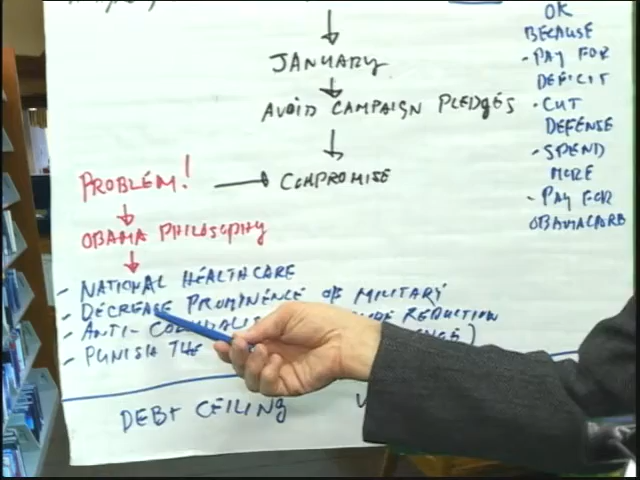 JANUARY
AVOID CAMPAIGN PLEDGES
PROBLEM! → COMPROMISE
OBAMA PHILOSOPHY
- NATIONAL HEALTHCARE
- DECREASE PROMINENCE OF MILITARY
- ANTI- REDUCTION
- PUNISH THE
DEBT CEILING
OK
BECAUSE
- PAY FOR
DEFICIT
- CUT
DEFENSE
- SPEND
MORE
- PAY FOR
OBAMACARE